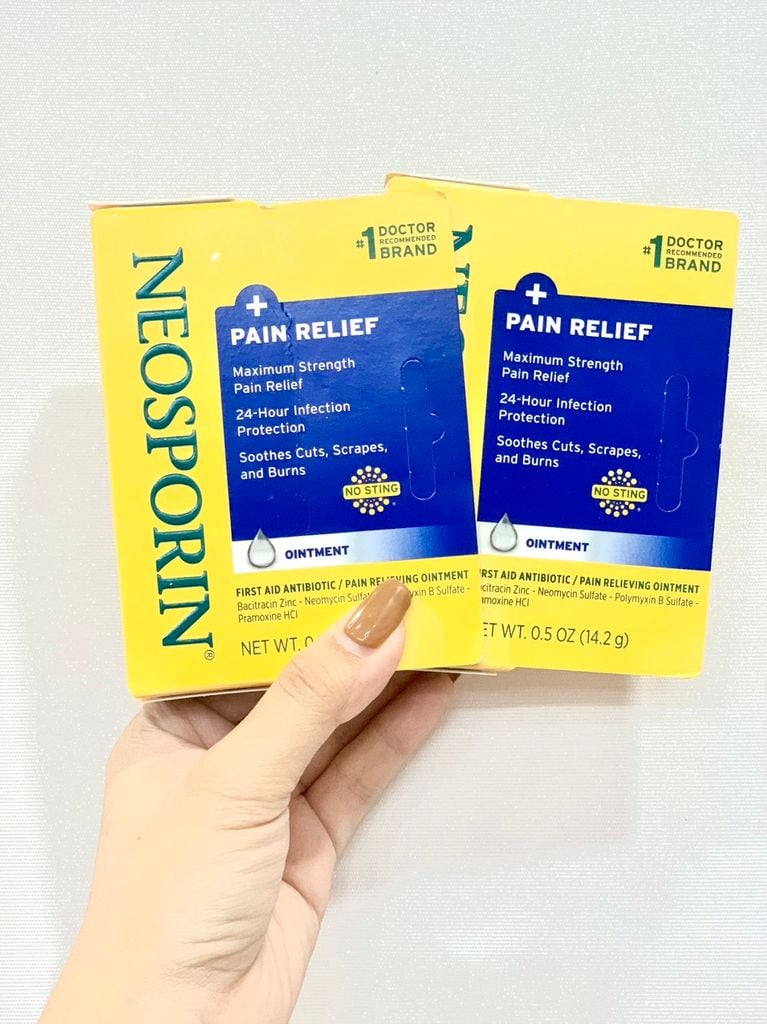 NEOSPORIN®
#1 DOCTOR
RECOMMENDED
BRAND
PAIN RELIEF
Maximum Strength
Pain Relief
24-Hour Infection
Protection
Soothes Cuts, Scrapes,
and Burns
NO STING
OINTMENT
FIRST AID ANTIBIOTIC / PAIN RELIEVING OINTMENT
Bacitracin Zinc - Neomycin Sulfate B Sulfate -
Pramoxine HCl
NET WT.
#1 DOCTOR
RECOMMENDED
BRAND
PAIN RELIEF
Maximum Strength
Pain Relief
24-Hour Infection
Protection
Soothes Cuts, Scrapes,
and Burns
NO STING
OINTMENT
AID ANTIBIOTIC / PAIN RELIEVING OINTMENT
Zinc - Neomycin Sulfate - Polymyxin B Sulfate -
HCl
WT. 0.5 OZ (14.2 g)